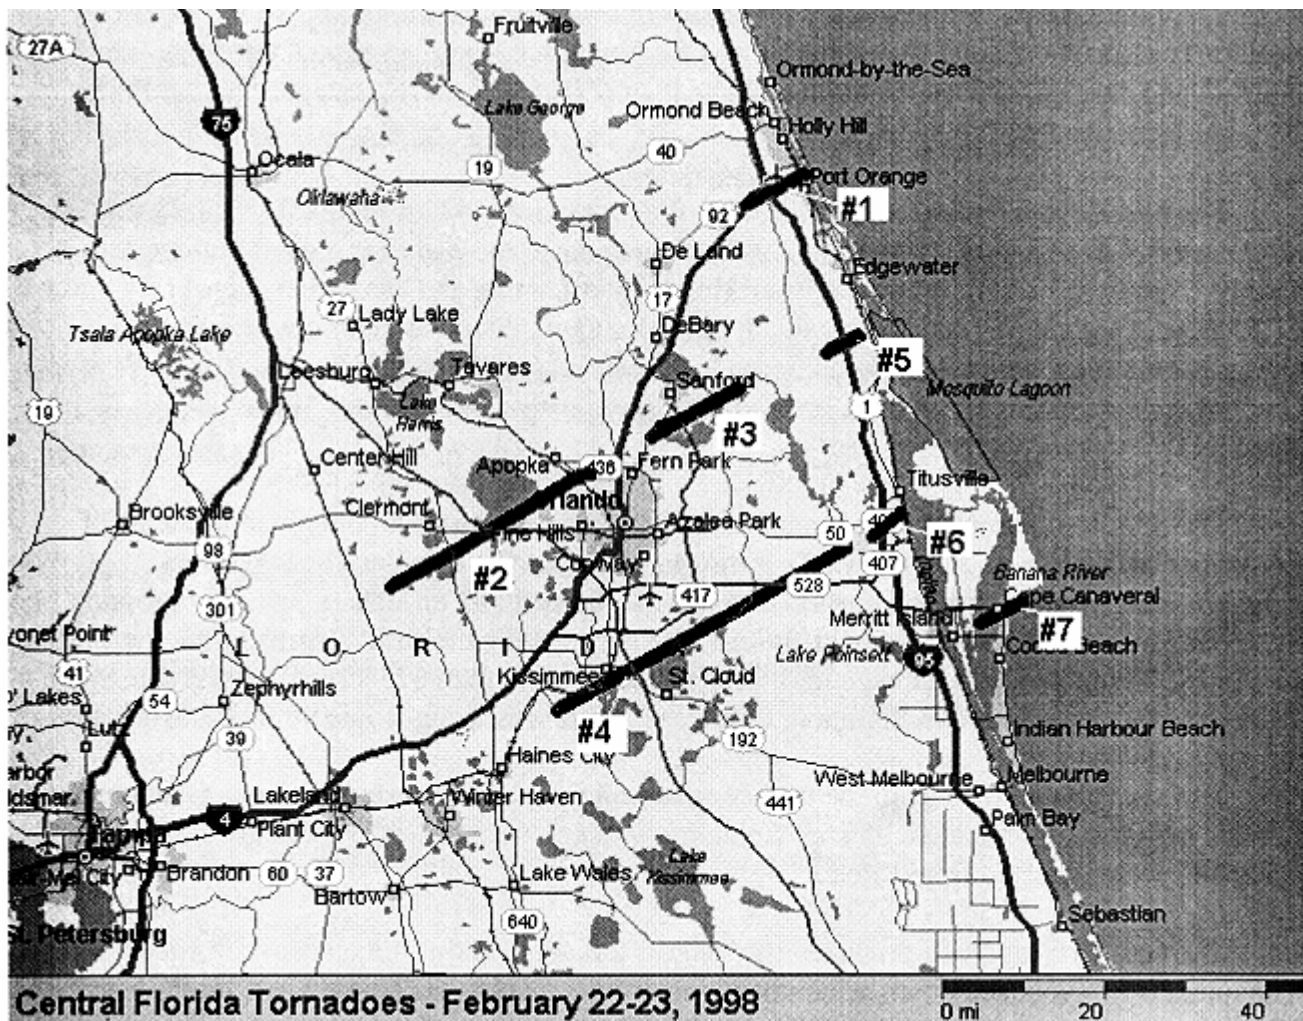 Fruitville
27A
Ormond-by-the-Sea
Lake George
Ormond Beach
Holly Hill
75
40
Ocala
19
Port Orange
Oklawaha
#1
92
De Land
Edgewater
17
27
Lady Lake
DeBary
Tsala Apopka Lake
#5
Leesburg
Tavares
Sanford
Mosquito Lagoon
Lake
Harris
19
1
#3
Center Hill
Apopka
436
Fern Park
Titusville
Clermont
Brooksville
Azalea Park
50
Pine Hills
#6
98
Conway
407
#2
Banana River
528
417
301
Cape Canaveral
Merritt Island
#7
L O R I D
41
Kissimmee
Lake Poinsett
95
Cocoa Beach
Zephyrhills
St. Cloud
54
#4
Lutz
39
192
Indian Harbour Beach
Haines City
West Melbourne
Melbourne
Lakeland
Winter Haven
441
4
Plant City
Palm Bay
Tampa
Brandon
60
37
Lake
Kissimmee
Lake Wales
Bartow
640
Sebastian
St. Petersburg
Central Florida Tornadoes - February 22-23, 1998
0 mi 20 40